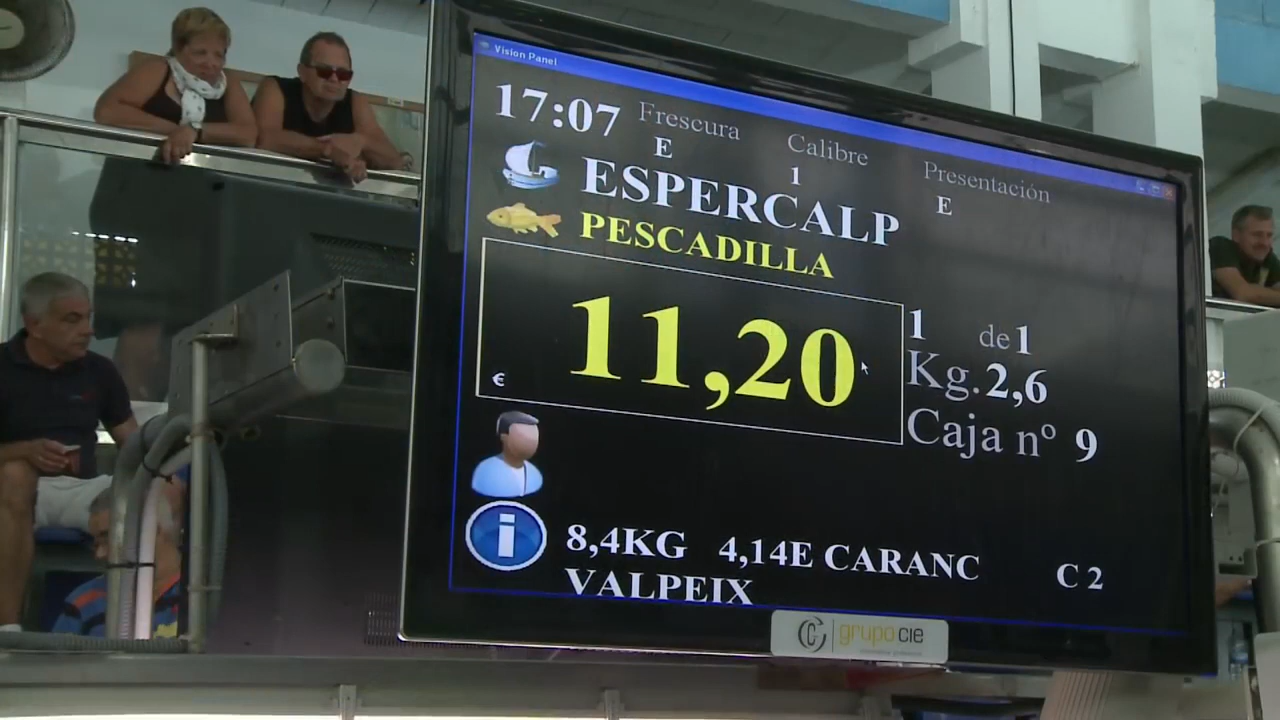 Vision Panel
17:07 Frescura Calibre Presentación
E 1 E
ESPERCALP
PESCADILLA
€ 11,20
1 de 1
Kg. 2,6
Caja nº 9
8,4KG 4,14E CARANC C 2
VALPEIX
grupo cie